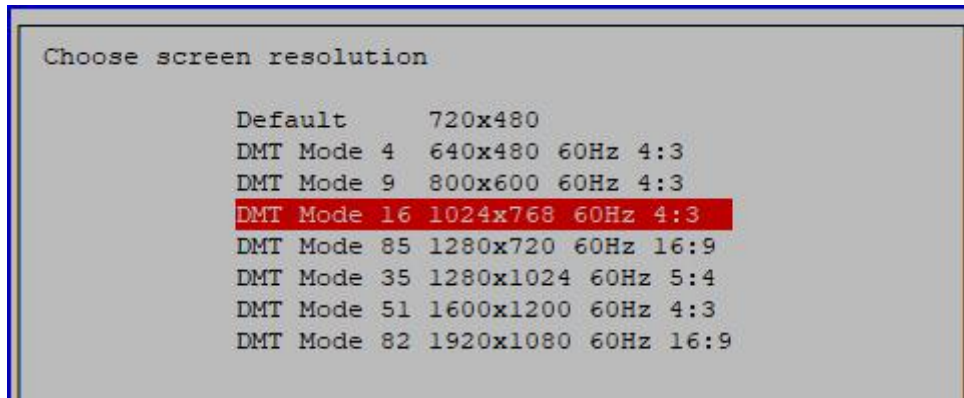 Choose screen resolution
Default 720x480
DMT Mode 4 640x480 60Hz 4:3
DMT Mode 9 800x600 60Hz 4:3
DMT Mode 16 1024x768 60Hz 4:3
DMT Mode 85 1280x720 60Hz 16:9
DMT Mode 35 1280x1024 60Hz 5:4
DMT Mode 51 1600x1200 60Hz 4:3
DMT Mode 82 1920x1080 60Hz 16:9